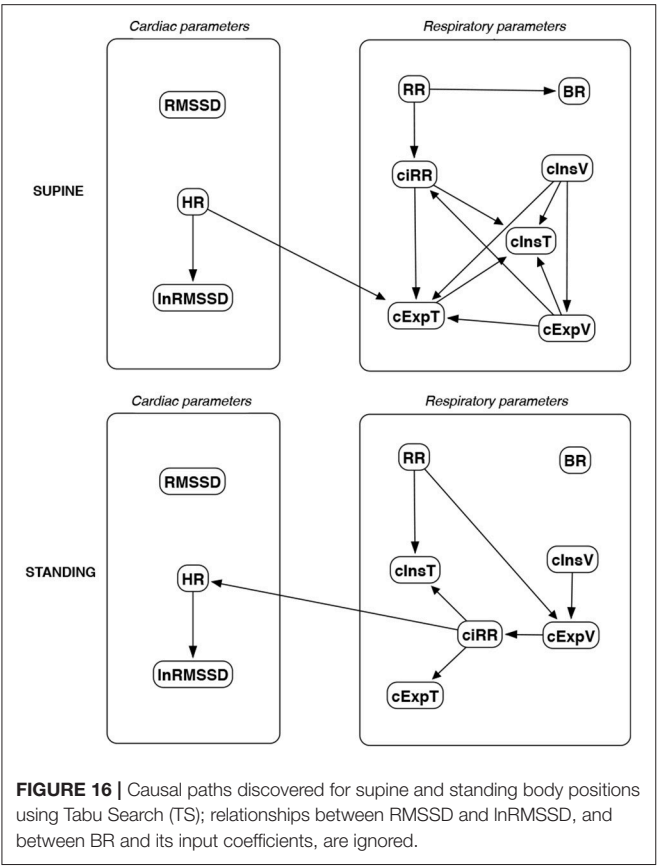 Cardiac parameters
Respiratory parameters
SUPINE
RMSSD
HR
lnRMSSD
RR
BR
ciRR
cInsV
cInsT
cExpT
cExpV
Cardiac parameters
Respiratory parameters
STANDING
RMSSD
HR
lnRMSSD
RR
BR
cInsT
cInsV
ciRR
cExpV
cExpT
FIGURE 16 | Causal paths discovered for supine and standing body positions
using Tabu Search (TS); relationships between RMSSD and lnRMSSD, and
between BR and its input coefficients, are ignored.